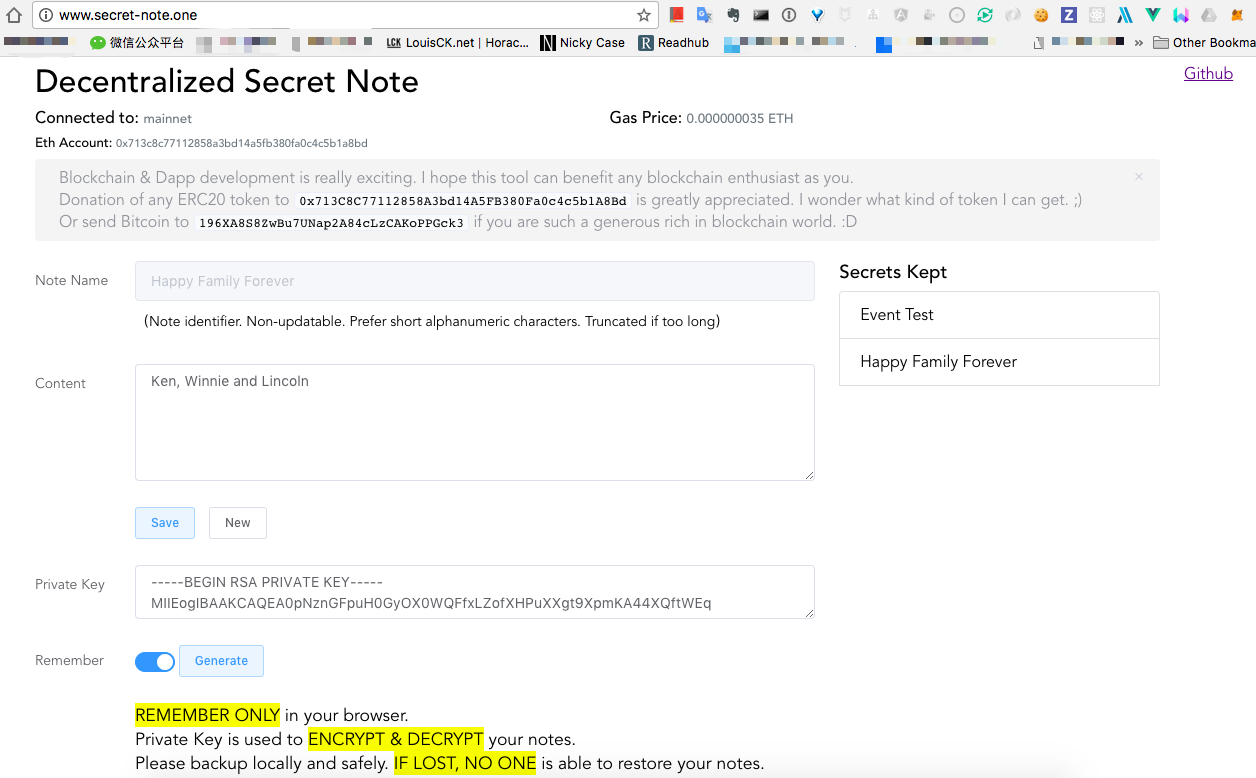 www.secret-note.one
微信公众平台
LCK LouisCK.net | Horac...
N Nicky Case
R Readhub
» Other Bookma
Decentralized Secret Note
Github
Connected to: mainnet
Gas Price: 0.000000035 ETH
Eth Account: 0x713c8c77112858a3bd14a5fb380fa0c4c5b1a8bd
Blockchain & Dapp development is really exciting. I hope this tool can benefit any blockchain enthusiast as you. ×
Donation of any ERC20 token to 0x713C8C77112858A3bd14A5FB380Fa0c4c5b1A8Bd is greatly appreciated. I wonder what kind of token I can get. ;)
Or send Bitcoin to 196XA8S8ZwBu7UNap2A84cLzCAKoPPGck3 if you are such a generous rich in blockchain world. :D
Note Name
Happy Family Forever
(Note identifier. Non-updatable. Prefer short alphanumeric characters. Truncated if too long)
Content
Ken, Winnie and Lincoln
Save
New
Private Key
-----BEGIN RSA PRIVATE KEY-----
MIIEogIBAAKCAQEA0pNznGFpuH0GyOX0WQFfxLZofXHPuXXgt9XpmKA44XQftWEq
Remember
Generate
REMEMBER ONLY in your browser.
Private Key is used to ENCRYPT & DECRYPT your notes.
Please backup locally and safely. IF LOST, NO ONE is able to restore your notes.
Secrets Kept
Event Test
Happy Family Forever